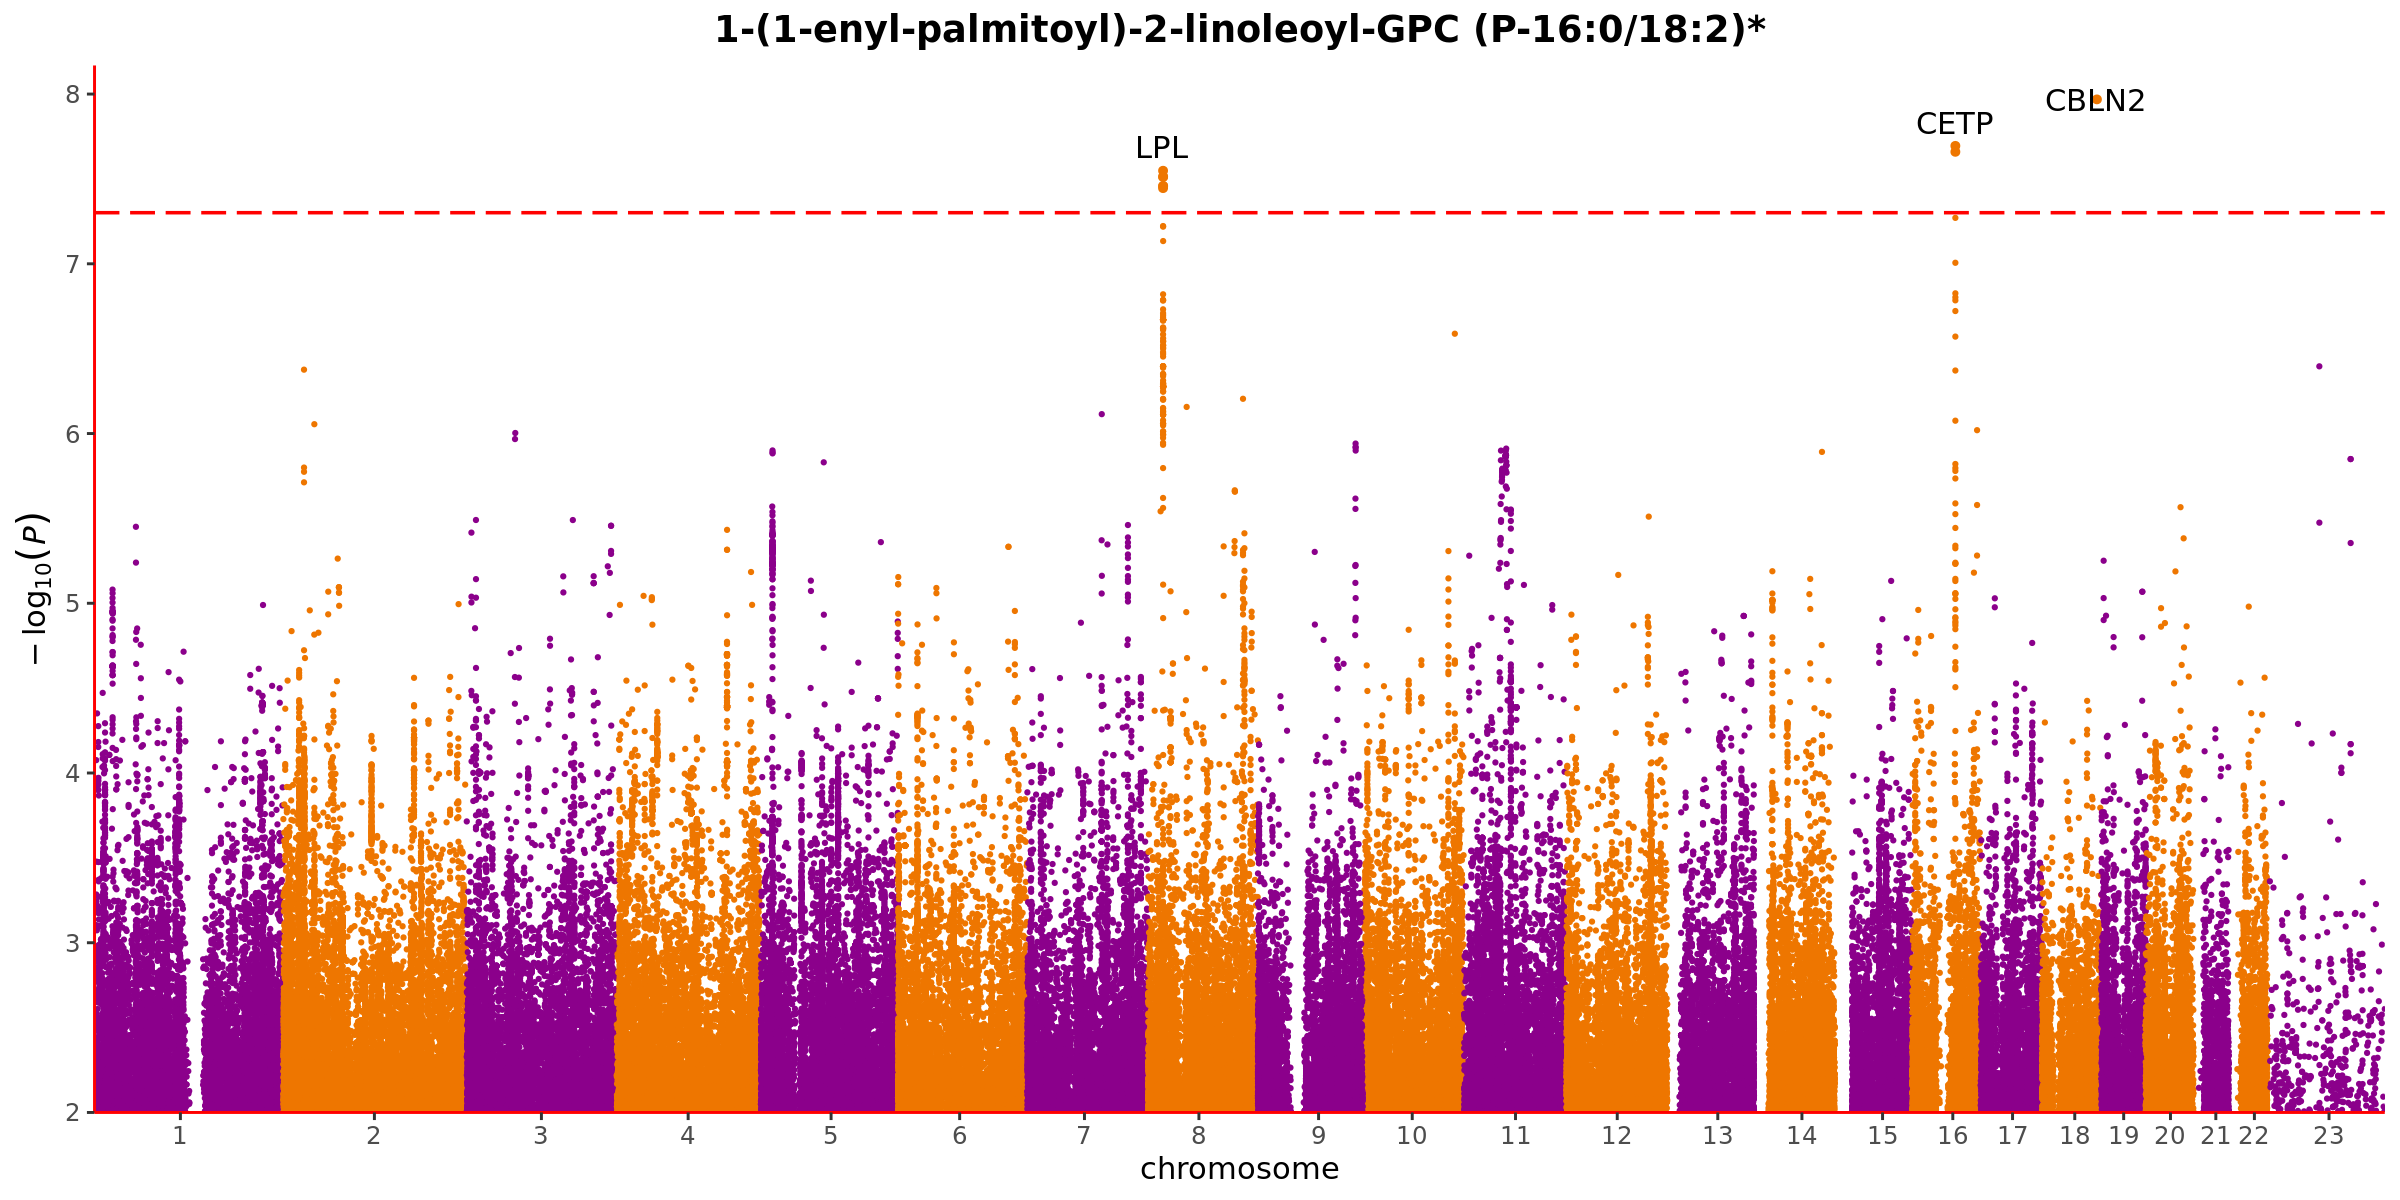 1-(1-enyl-palmitoyl)-2-linoleoyl-GPC (P-16:0/18:2)*
8
CBLN2
CETP
LPL
7
6
− log10(P)
5
4
3
2
1 2 3 4 5 6 7 8 9 10 11 12 13 14 15 16 17 18 19 20 21 22 23
chromosome